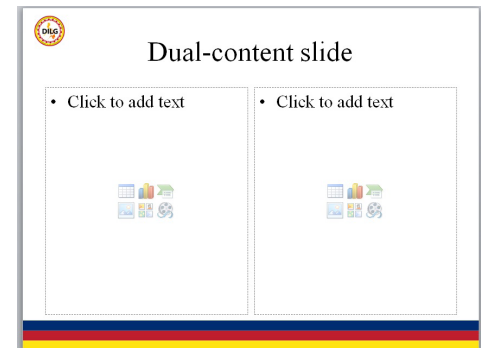 DILG
Dual-content slide
• Click to add text
• Click to add text